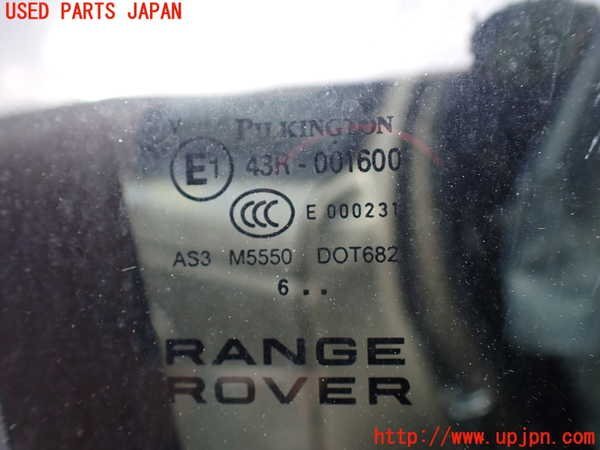 USED PARTS JAPAN
PILKINGTON
E1 43R-001600
CCC E 000231
AS3 M5550 DOT682
6 . .
RANGE
ROVER
http://www.upjpn.com